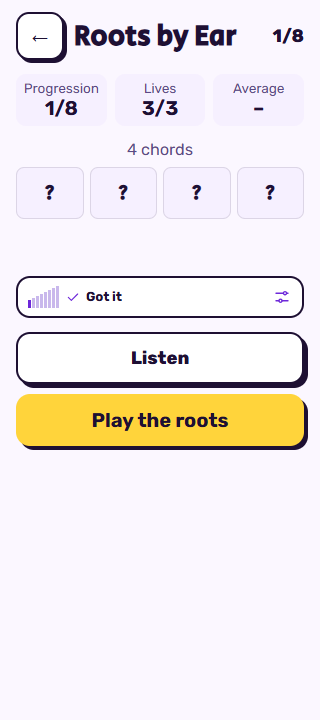 ← Roots by Ear 1/8
Progression Lives Average
1/8 3/3 –
4 chords
? ? ? ?
Got it
Listen
Play the roots